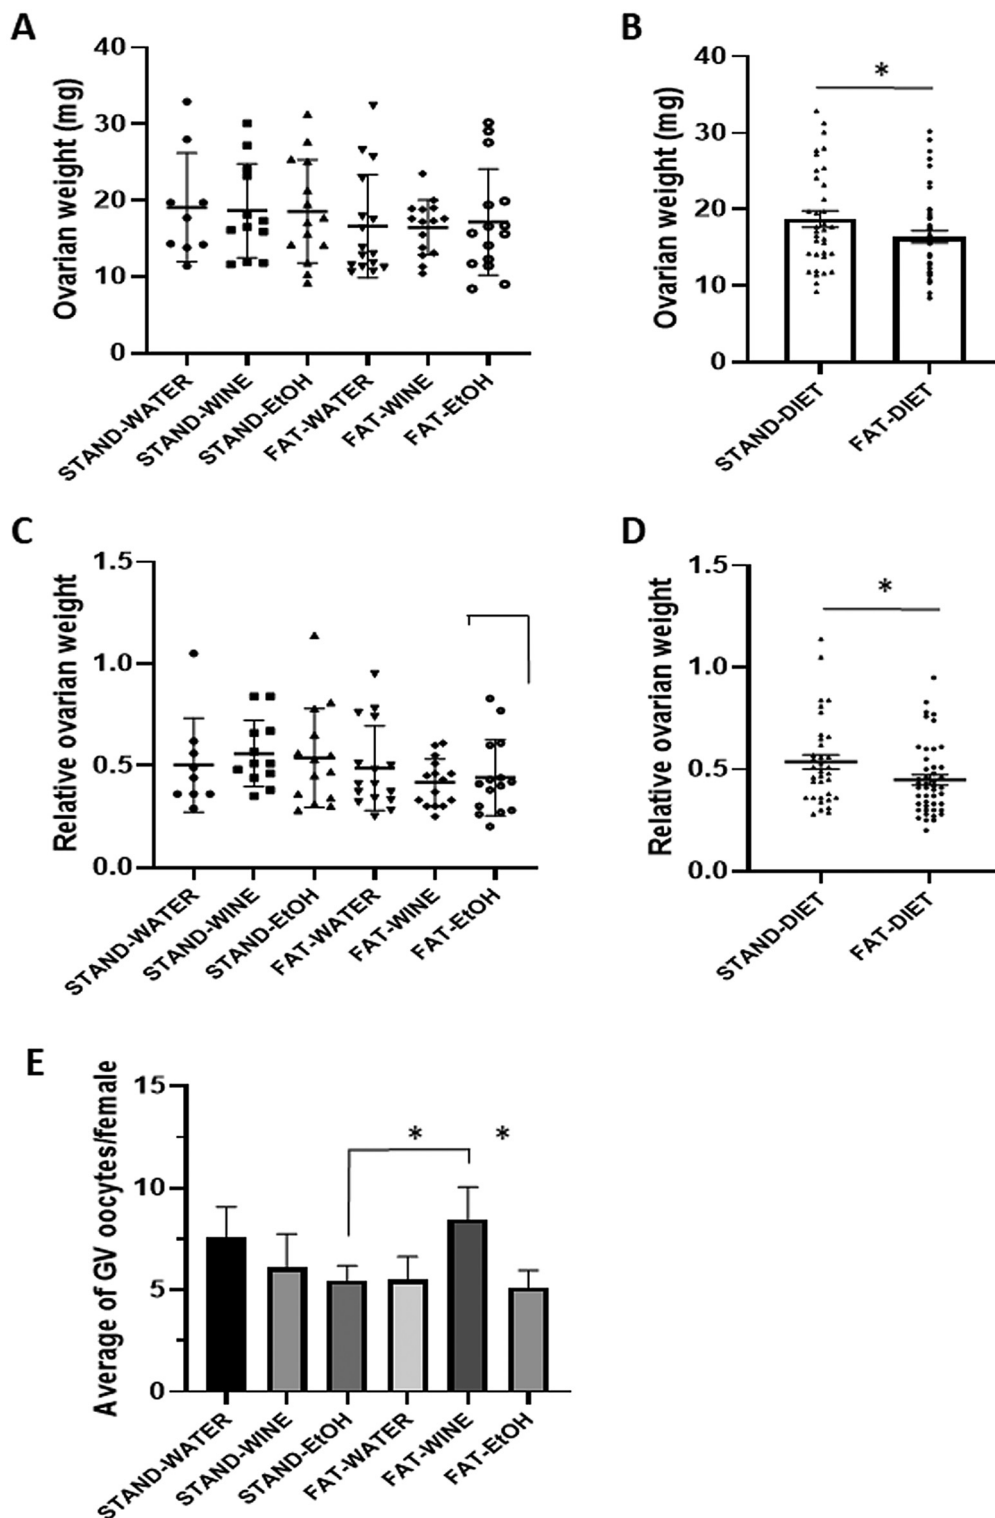 A
Ovarian weight (mg)
40
30
20
10
0
STAND-WATER
STAND-WINE
STAND-EtOH
FAT-WATER
FAT-WINE
FAT-EtOH
B
Ovarian weight (mg)
40
30
20
10
0
*
STAND-DIET
FAT-DIET
C
Relative ovarian weight
1.5
1.0
0.5
0.0
STAND-WATER
STAND-WINE
STAND-EtOH
FAT-WATER
FAT-WINE
FAT-EtOH
D
Relative ovarian weight
1.5
1.0
0.5
0.0
*
STAND-DIET
FAT-DIET
E
Average of GV oocytes/female
15
10
5
0
*
*
STAND-WATER
STAND-WINE
STAND-EtOH
FAT-WATER
FAT-WINE
FAT-EtOH